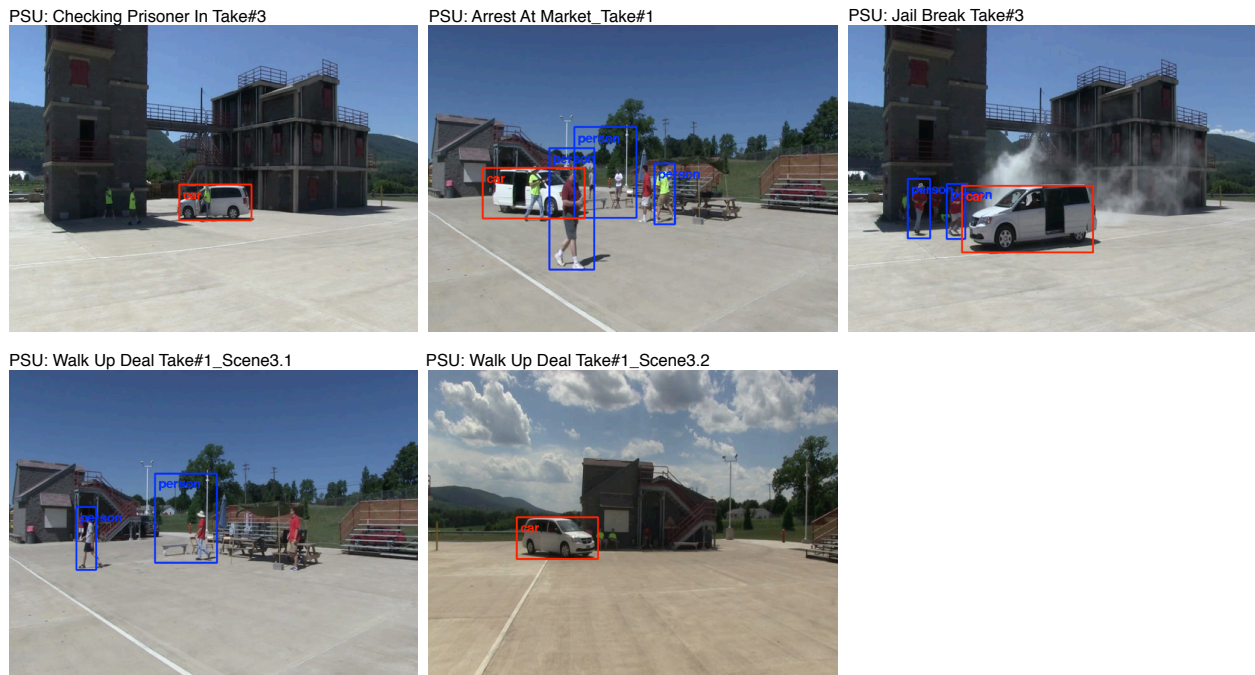 PSU: Checking Prisoner In Take#3
PSU: Arrest At Market_Take#1
PSU: Jail Break Take#3
car
person
person
person
car
person
person
car
PSU: Walk Up Deal Take#1_Scene3.1
PSU: Walk Up Deal Take#1_Scene3.2
person
person
car